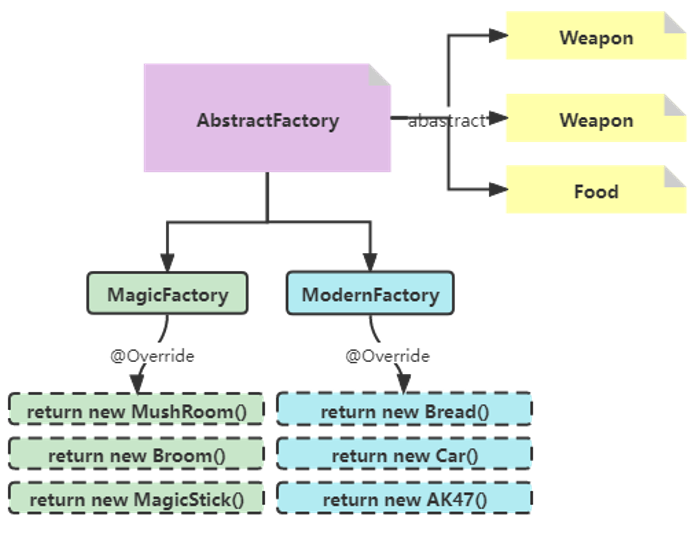 Weapon
AbstractFactory
abastract
Weapon
Food
MagicFactory
ModernFactory
@Override
@Override
return new MushRoom()
return new Bread()
return new Broom()
return new Car()
return new MagicStick()
return new AK47()